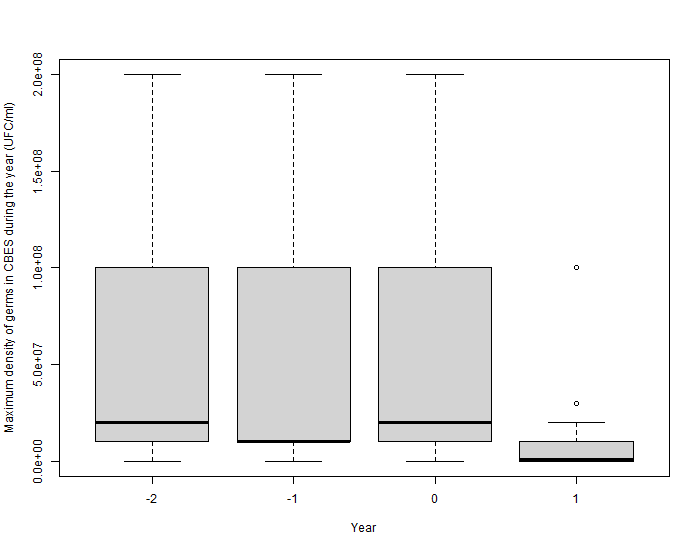 Maximum density of germs in CBES during the year (UFC/ml)
2.0e+08
1.5e+08
1.0e+08
5.0e+07
0.0e+00
-2 -1 0 1
Year